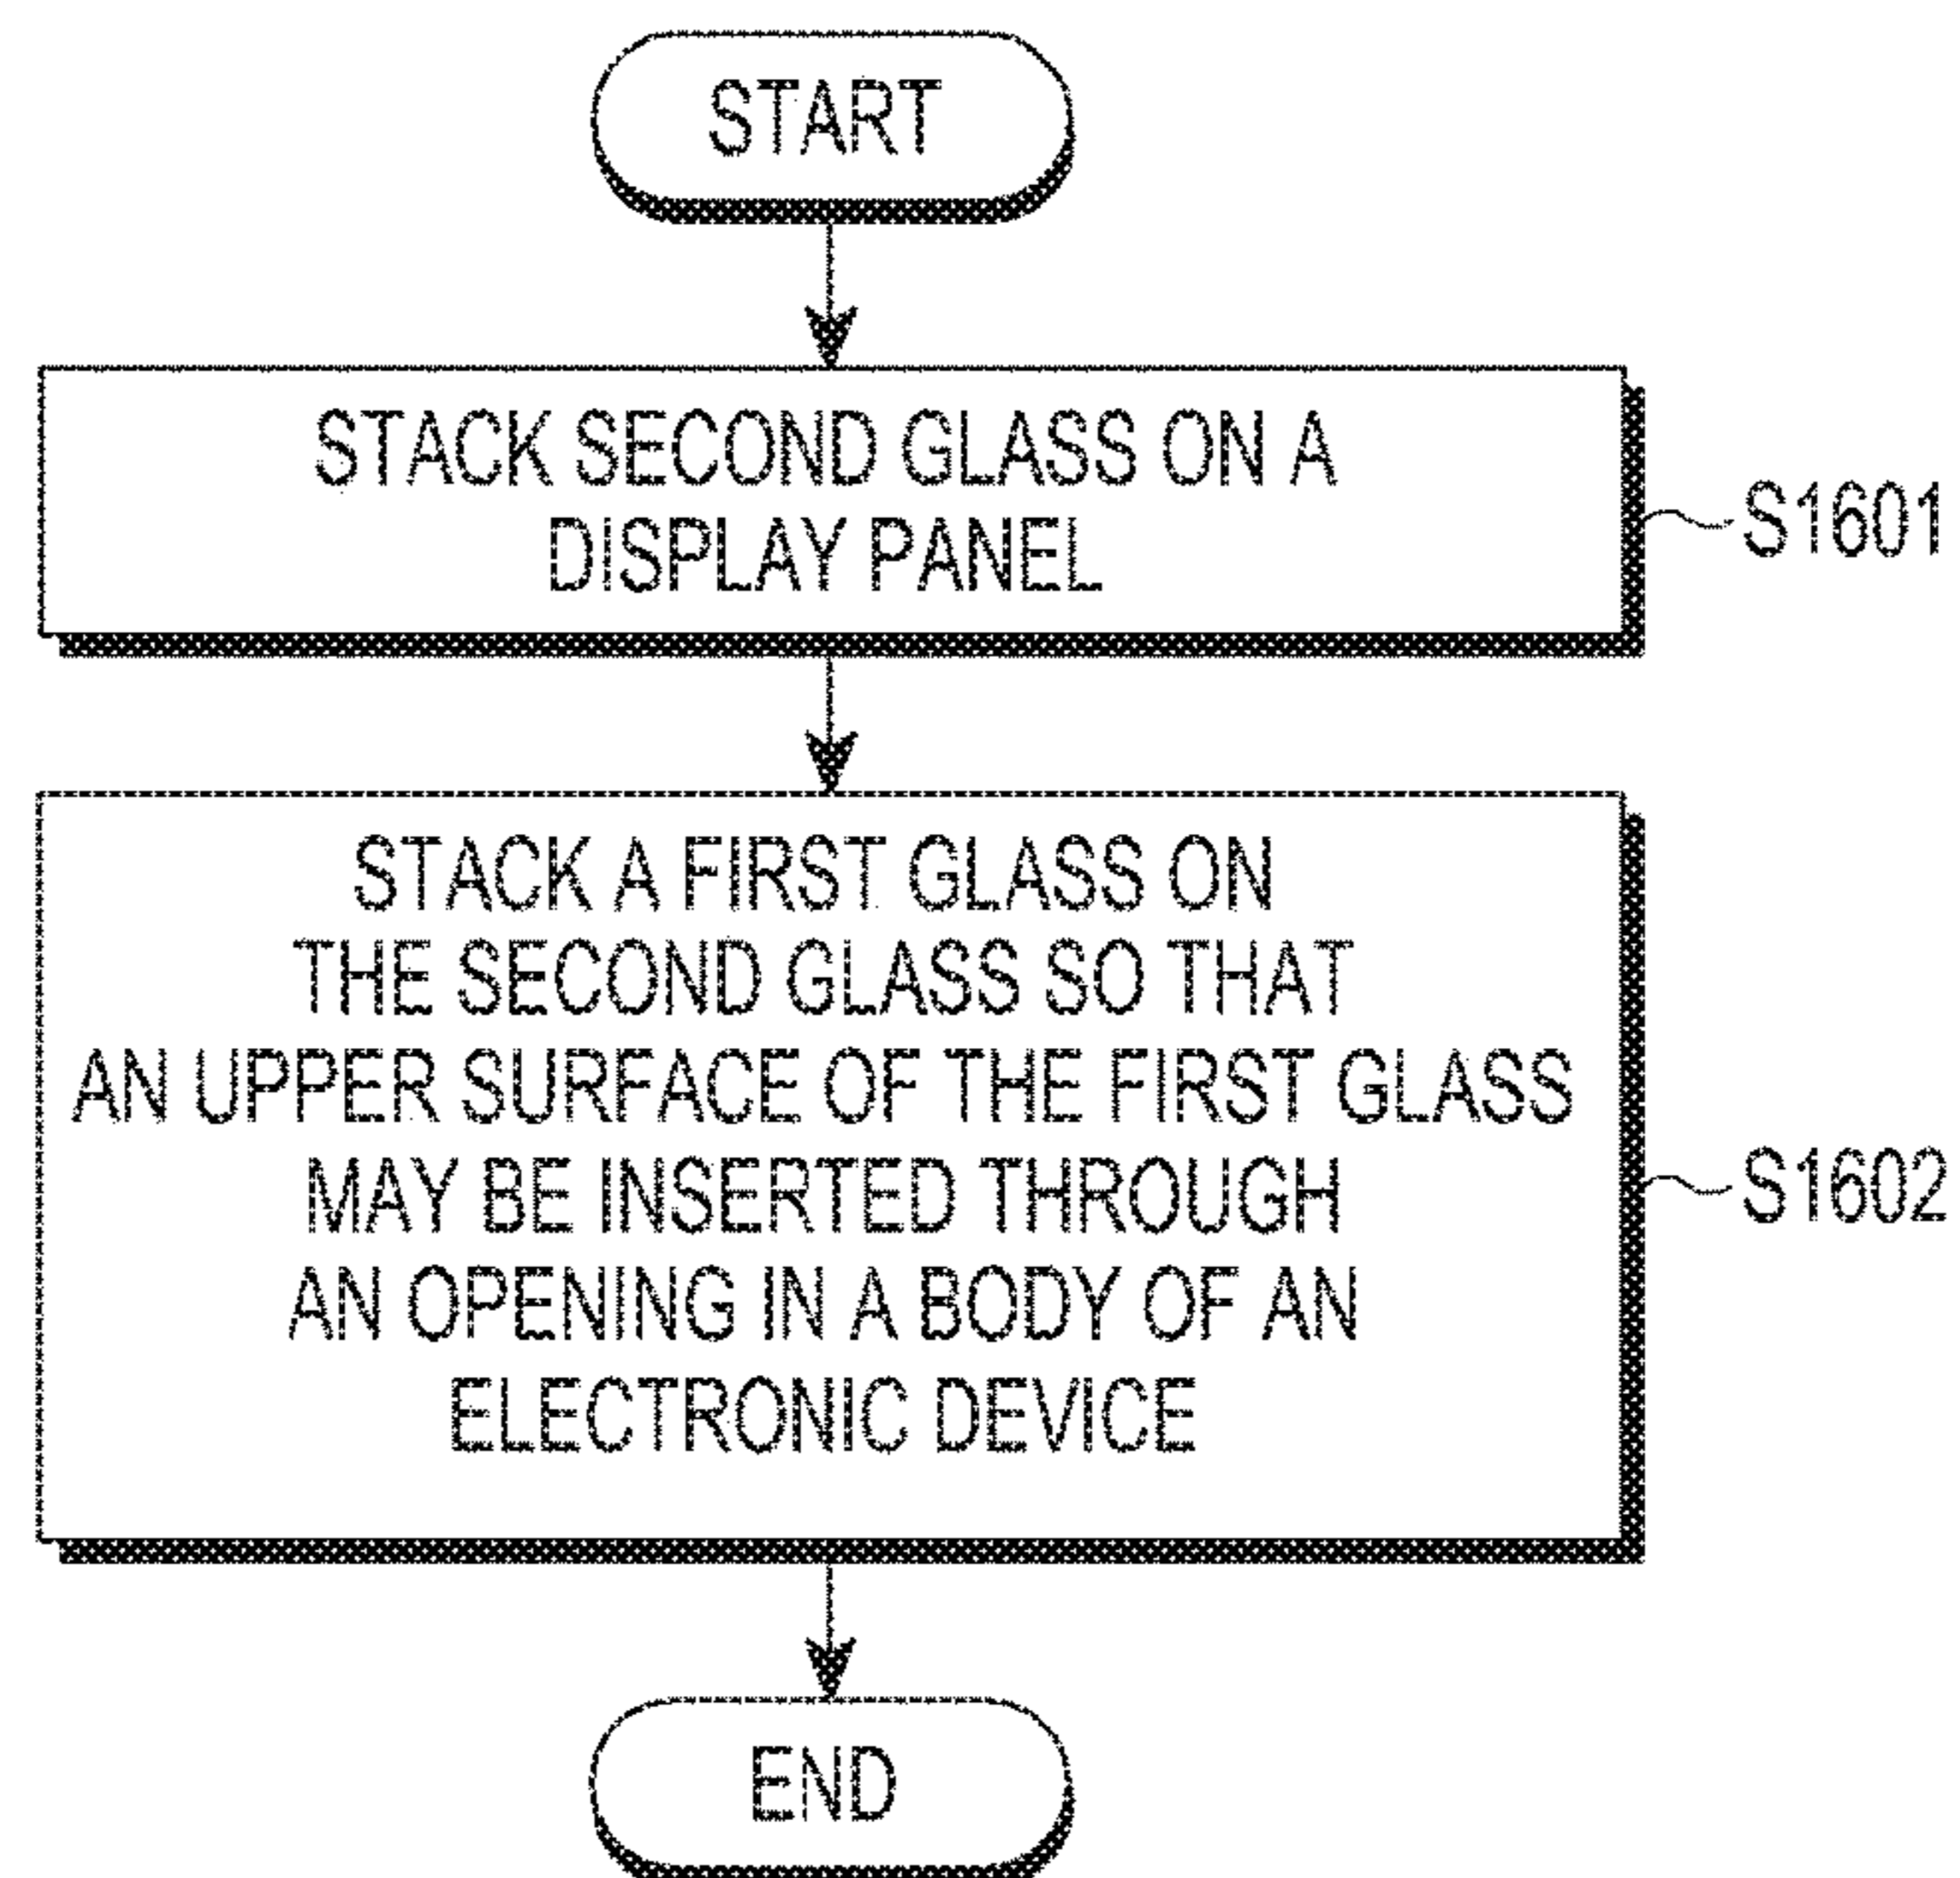 START
STACK SECOND GLASS ON A
DISPLAY PANEL
S1601
STACK A FIRST GLASS ON
THE SECOND GLASS SO THAT
AN UPPER SURFACE OF THE FIRST GLASS
MAY BE INSERTED THROUGH
AN OPENING IN A BODY OF AN
ELECTRONIC DEVICE
S1602
END